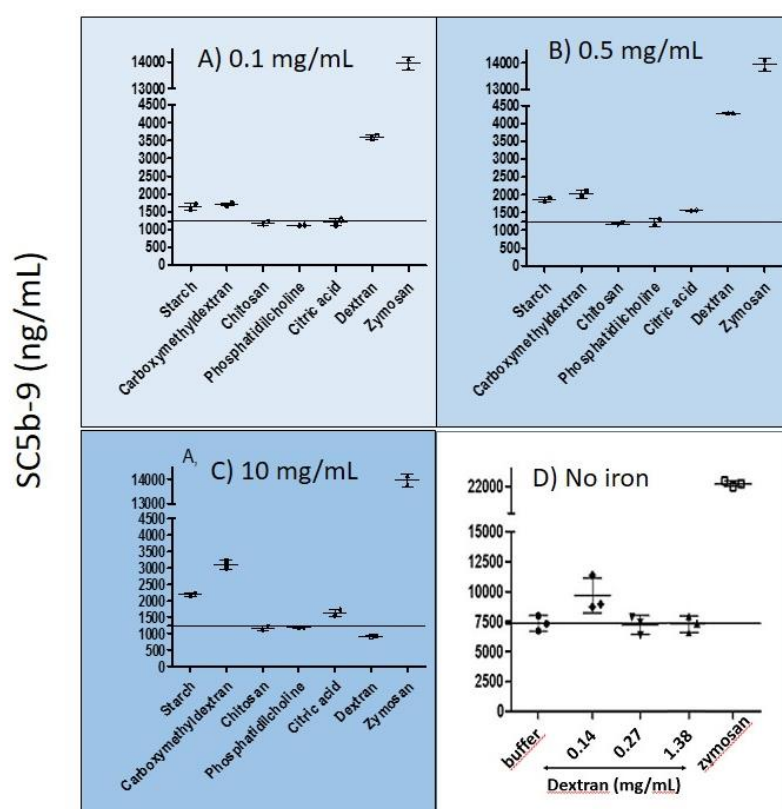 SC5b-9 (ng/mL)
A) 0.1 mg/mL
14000
13000
4500
4000
3500
3000
2500
2000
1500
1000
500
0
Starch
Carboxymethyldextran
Chitosan
Phosphatidilcholine
Citric acid
Dextran
Zymosan
B) 0.5 mg/mL
14000
13000
4500
4000
3500
3000
2500
2000
1500
1000
500
0
Starch
Carboxymethyldextran
Chitosan
Phosphatidilcholine
Citric acid
Dextran
Zymosan
A,
C) 10 mg/mL
14000
13000
4500
4000
3500
3000
2500
2000
1500
1000
500
0
Starch
Carboxymethyldextran
Chitosan
Phosphatidilcholine
Citric acid
Dextran
Zymosan
D) No iron
22000
15000
12500
10000
7500
5000
2500
0
buffer
0.14
0.27
1.38
zymosan
Dextran (mg/mL)